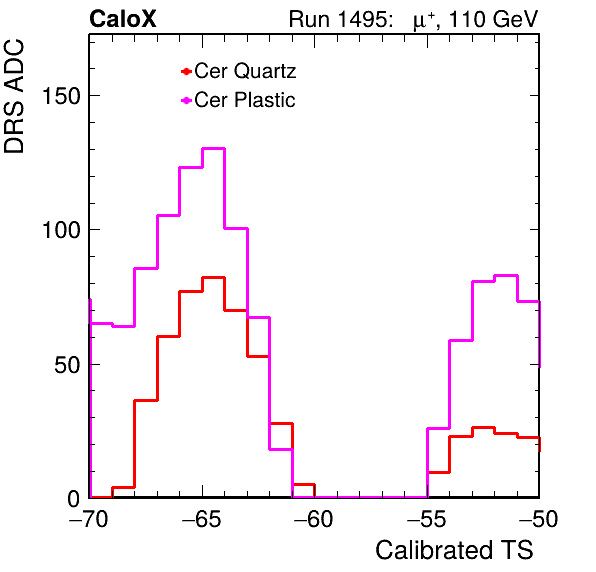 CaloX Run 1495: μ⁺, 110 GeV
DRS ADC
Cer Quartz
Cer Plastic
150
100
50
0
−70 −65 −60 −55 −50
Calibrated TS